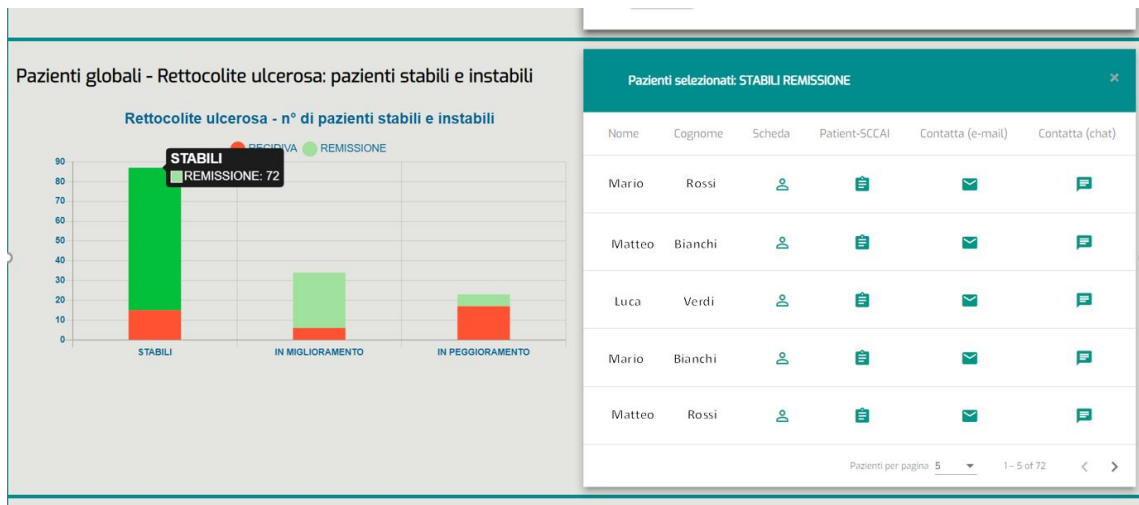 Pazienti globali - Rettocolite ulcerosa: pazienti stabili e instabili
Rettocolite ulcerosa - n° di pazienti stabili e instabili
RECIDIVA REMISSIONE
STABILI
REMISSIONE: 72
90
80
70
60
50
40
30
20
10
0
STABILI IN MIGLIORAMENTO IN PEGGIORAMENTO
Pazienti selezionati: STABILI REMISSIONE ×
Nome Cognome Scheda Patient-SCCAI Contatta (e-mail) Contatta (chat)
Mario Rossi
Matteo Bianchi
Luca Verdi
Mario Bianchi
Matteo Rossi
Pazienti per pagina 5 1 – 5 of 72